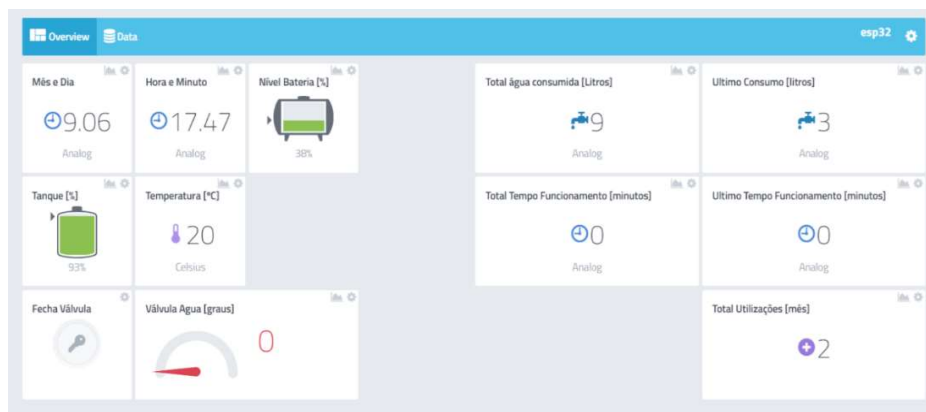 Overview Data esp32
Mês e Dia
9.06
Analog
Hora e Minuto
17.47
Analog
Nível Bateria [%]
38%
Total água consumida [Litros]
9
Analog
Ultimo Consumo [litros]
3
Analog
Tanque [%]
93%
Temperatura [°C]
20
Celsius
Total Tempo Funcionamento [minutos]
0
Analog
Ultimo Tempo Funcionamento [minutos]
0
Analog
Fecha Válvula
Válvula Agua [graus]
0
Total Utilizações [mês]
2